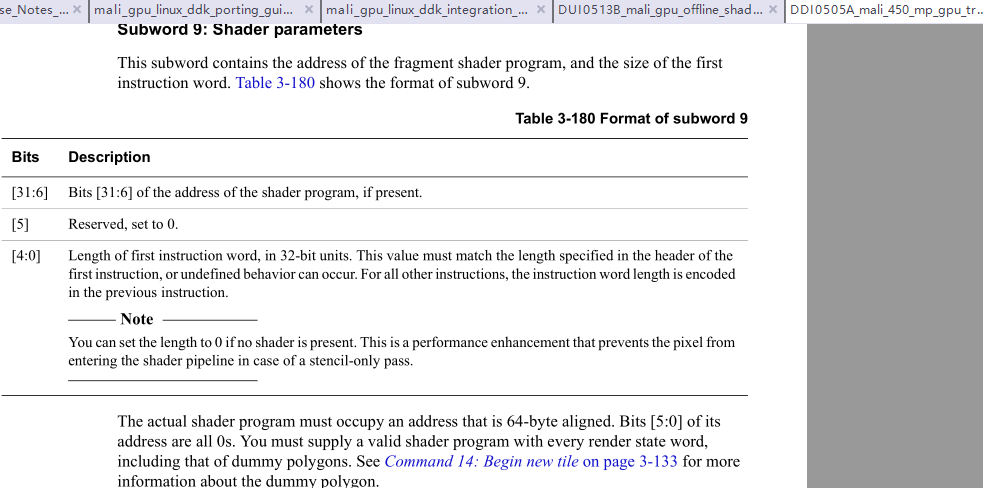 se_Notes_... × mali_gpu_linux_ddk_porting_gui... × mali_gpu_linux_ddk_integration_... × DUI0513B_mali_gpu_offline_shad... × DDI0505A_mali_450_mp_gpu_tr...
Subword 9: Shader parameters
This subword contains the address of the fragment shader program, and the size of the first
instruction word. Table 3-180 shows the format of subword 9.
Table 3-180 Format of subword 9
Bits Description
[31:6] Bits [31:6] of the address of the shader program, if present.
[5] Reserved, set to 0.
[4:0] Length of first instruction word, in 32-bit units. This value must match the length specified in the header of the
first instruction, or undefined behavior can occur. For all other instructions, the instruction word length is encoded
in the previous instruction.
Note
You can set the length to 0 if no shader is present. This is a performance enhancement that prevents the pixel from
entering the shader pipeline in case of a stencil-only pass.
The actual shader program must occupy an address that is 64-byte aligned. Bits [5:0] of its
address are all 0s. You must supply a valid shader program with every render state word,
including that of dummy polygons. See Command 14: Begin new tile on page 3-133 for more
information about the dummy polygon.